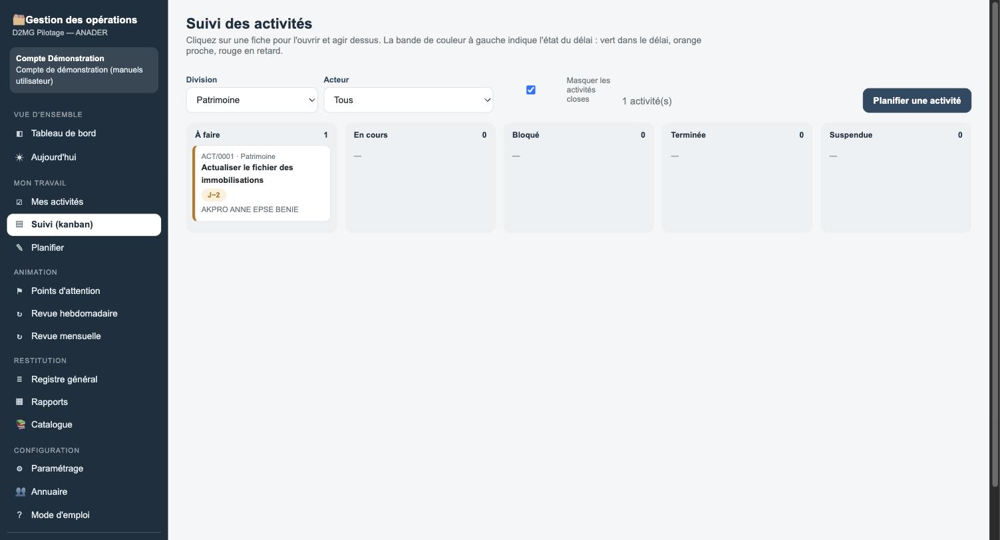 Gestion des opérations
D2MG Pilotage — ANADER
Compte Démonstration
Compte de démonstration (manuels
utilisateur)
VUE D'ENSEMBLE
Tableau de bord
Aujourd'hui
MON TRAVAIL
Mes activités
Suivi (kanban)
Planifier
ANIMATION
Points d'attention
Revue hebdomadaire
Revue mensuelle
RESTITUTION
Registre général
Rapports
Catalogue
CONFIGURATION
Paramétrage
Annuaire
? Mode d'emploi
Suivi des activités
Cliquez sur une fiche pour l'ouvrir et agir dessus. La bande de couleur à gauche indique l'état du délai : vert dans le délai, orange
proche, rouge en retard.
Division
Patrimoine
Acteur
Tous
Masquer les
activités
closes
1 activité(s)
Planifier une activité
À faire 1
ACT/0001 · Patrimoine
Actualiser le fichier des
immobilisations
J−2
AKPRO ANNE EPSE BENIE
En cours 0
—
Bloqué 0
—
Terminée 0
—
Suspendue 0
—